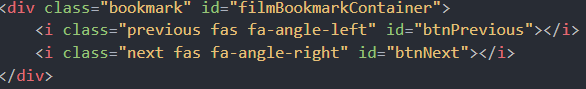 <div class="bookmark" id="filmBookmarkContainer">
    <i class="previous fas fa-angle-left" id="btnPrevious"></i>
    <i class="next fas fa-angle-right" id="btnNext"></i>
</div>